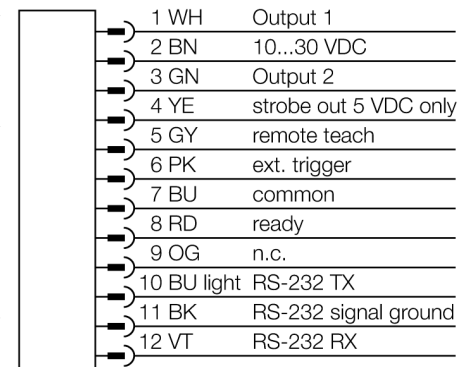 1 WH Output 1
2 BN 10...30 VDC
3 GN Output 2
4 YE strobe out 5 VDC only
5 GY remote teach
6 PK ext. trigger
7 BU common
8 RD ready
9 OG n.c.
10 BU light RS-232 TX
11 BK RS-232 signal ground
12 VT RS-232 RX